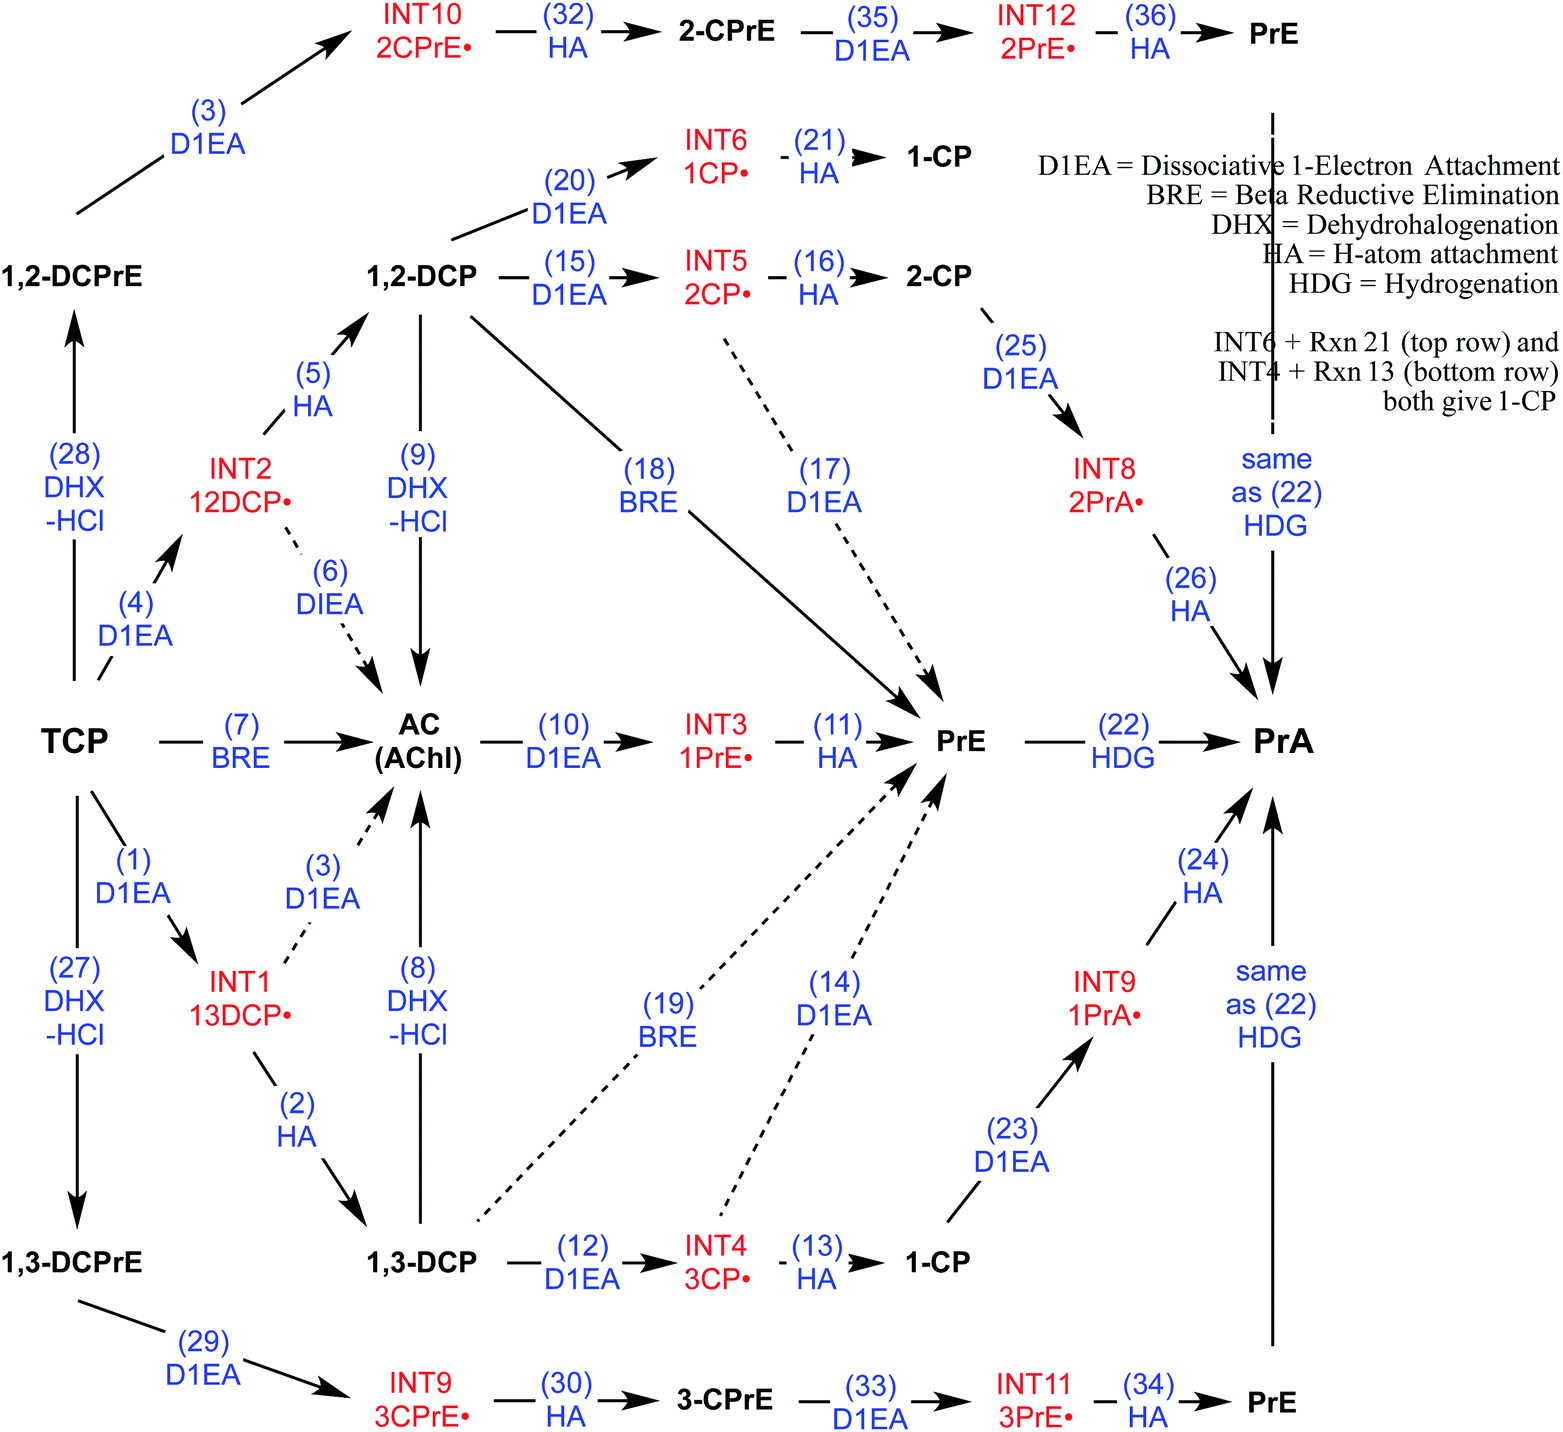 INT10
2CPrE•
(32)
HA
2-CPrE
(35)
D1EA
INT12
2PrE•
(36)
HA
PrE
(3)
D1EA
INT6
1CP•
(21)
HA
1-CP
(20)
D1EA
D1EA = Dissociative 1-Electron Attachment
BRE = Beta Reductive Elimination
DHX = Dehydrohalogenation
HA = H-atom attachment
HDG = Hydrogenation
INT6 + Rxn 21 (top row) and
INT4 + Rxn 13 (bottom row)
both give 1-CP
1,2-DCPrE
1,2-DCP
(15)
D1EA
INT5
2CP•
(16)
HA
2-CP
(25)
D1EA
(5)
HA
(28)
DHX
-HCl
INT2
12DCP•
(9)
DHX
-HCl
(18)
BRE
(17)
D1EA
INT8
2PrA•
same
as (22)
HDG
(4)
D1EA
(6)
DIEA
(26)
HA
TCP
(7)
BRE
AC
(AChl)
(10)
D1EA
INT3
1PrE•
(11)
HA
PrE
(22)
HDG
PrA
(1)
D1EA
(3)
D1EA
(24)
HA
(27)
DHX
-HCl
INT1
13DCP•
(8)
DHX
-HCl
(19)
BRE
(14)
D1EA
INT9
1PrA•
same
as (22)
HDG
(2)
HA
(23)
D1EA
1,3-DCPrE
1,3-DCP
(12)
D1EA
INT4
3CP•
(13)
HA
1-CP
(29)
D1EA
INT9
3CPrE•
(30)
HA
3-CPrE
(33)
D1EA
INT11
3PrE•
(34)
HA
PrE